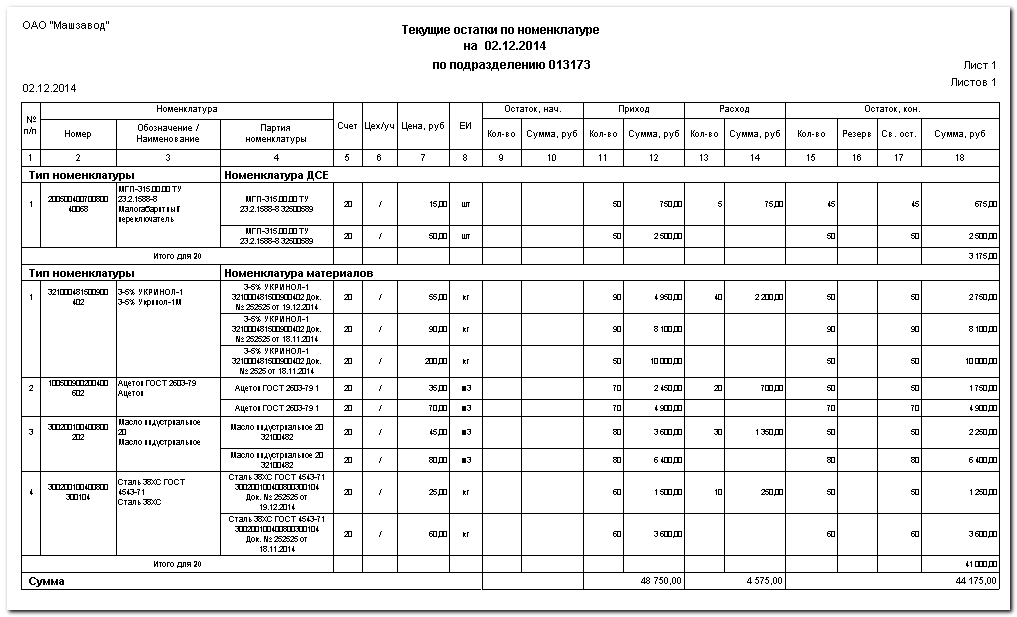 ОАО "Машзавод"
Текущие остатки по номенклатуре
на 02.12.2014
по подразделению 013173
Лист 1
Листов 1
02.12.2014
№ п/п Номенклатура Счет Цех/уч Цена, руб ЕИ Остаток, нач. Приход Расход Остаток, кон.
Номер Обозначение / Наименование Партия номенклатуры Кол-во Сумма, руб Кол-во Сумма, руб Кол-во Сумма, руб Кол-во Резерв Св. ост. Сумма, руб
1 2 3 4 5 6 7 8 9 10 11 12 13 14 15 16 17 18
Тип номенклатуры Номенклатура ДСЕ
1 200500400700800 40068 МГП-315.00.00 ТУ 23.2.1588-8 Малогабаритный переключатель МГП-315.00.00 ТУ 23.2.1588-8 32500589 20 / 15,00 шт 50 750,00 5 75,00 45 45 675,00
МГП-315.00.00 ТУ 23.2.1588-8 32500589 20 / 50,00 шт 50 2 500,00 50 50 2 500,00
Итого для 20 3 175,00
Тип номенклатуры Номенклатура материалов
1 321000481500900 402 3-5% УКРИНОЛ-1 3-5% Укринол-1М 3-5% УКРИНОЛ-1 321000481500900402 Док. № 252525 от 19.12.2014 20 / 55,00 кг 90 4 950,00 40 2 200,00 50 50 2 750,00
3-5% УКРИНОЛ-1 321000481500900402 Док. № 252525 от 18.11.2014 20 / 90,00 кг 90 8 100,00 90 90 8 100,00
3-5% УКРИНОЛ-1 321000481500900402 Док. № 2525 от 18.11.2014 20 / 200,00 кг 50 10 000,00 50 50 10 000,00
2 100500900200400 602 Ацетон ГОСТ 2603-79 Ацетон Ацетон ГОСТ 2603-79 1 20 / 35,00 м3 70 2 450,00 20 700,00 50 50 1 750,00
Ацетон ГОСТ 2603-79 1 20 / 70,00 м3 70 4 900,00 70 70 4 900,00
3 300200100400800 202 Масло индустриальное 20 Масло индустриальное Масло индустриальное 20 32100482 20 / 45,00 м3 80 3 600,00 30 1 350,00 50 50 2 250,00
Масло индустриальное 20 32100482 20 / 80,00 м3 80 6 400,00 80 80 6 400,00
4 300200100400800 300104 Сталь 38ХС ГОСТ 4543-71 Сталь 38ХС Сталь 38ХС ГОСТ 4543-71 300200100400800300104 Док. № 252525 от 19.12.2014 20 / 25,00 кг 60 1 500,00 10 250,00 50 50 1 250,00
Сталь 38ХС ГОСТ 4543-71 300200100400800300104 Док. № 252525 от 18.11.2014 20 / 60,00 кг 60 3 600,00 60 60 3 600,00
Итого для 20 41 000,00
Сумма 48 750,00 4 575,00 44 175,00